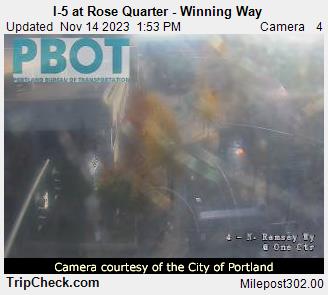 I-5 at Rose Quarter - Winning Way
Updated Nov 14 2023 1:53 PM Camera 4
PBOT
PORTLAND BUREAU OF TRANSPORTATION
4 - N. Ramsey Wy
@ One Ctr
Camera courtesy of the City of Portland
TripCheck.com Milepost302.00